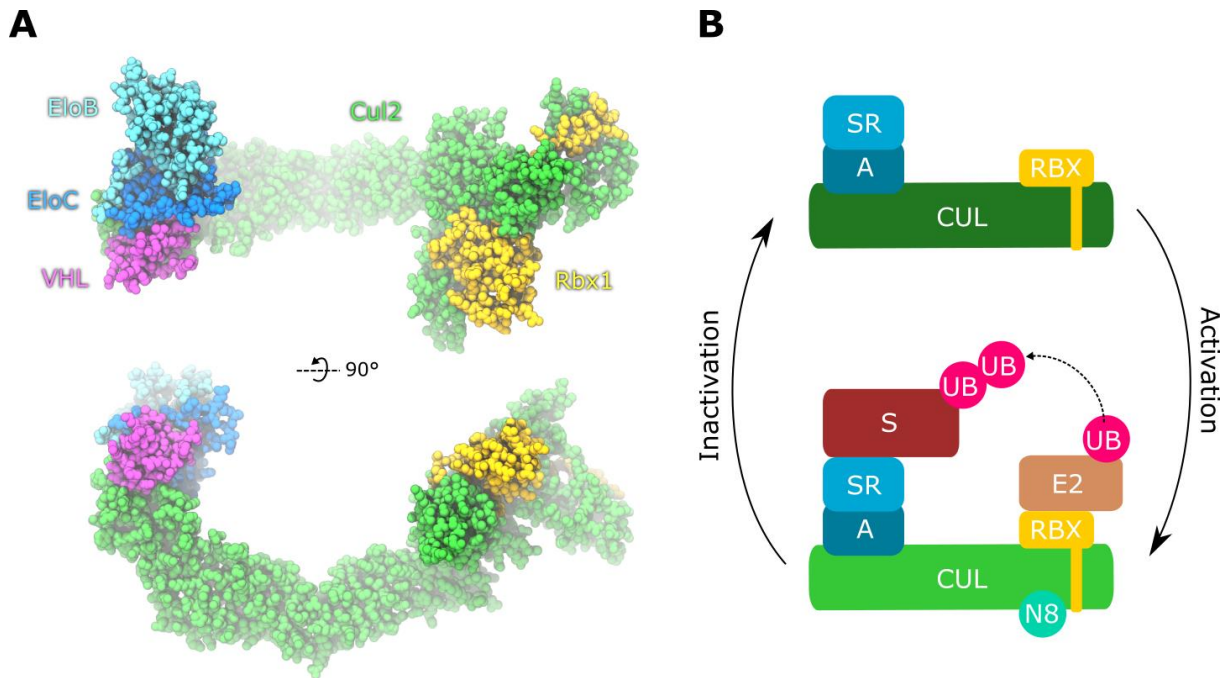 A
EloB
Cul2
EloC
VHL
Rbx1
90°
B
SR
A
RBX
CUL
Inactivation
Activation
UB
UB
S
UB
SR
E2
A
RBX
CUL
N8